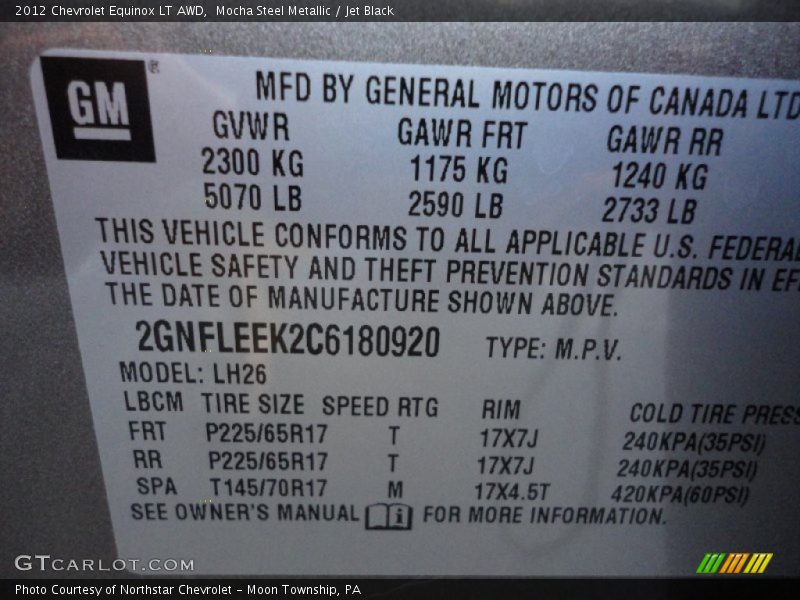 2012 Chevrolet Equinox LT AWD,  Mocha Steel Metallic / Jet Black
GM ® MFD BY GENERAL MOTORS OF CANADA LTD
GVWR GAWR FRT GAWR RR
2300 KG 1175 KG 1240 KG
5070 LB 2590 LB 2733 LB
THIS VEHICLE CONFORMS TO ALL APPLICABLE U.S. FEDERAL
VEHICLE SAFETY AND THEFT PREVENTION STANDARDS IN EF
THE DATE OF MANUFACTURE SHOWN ABOVE.
2GNFLEEK2C6180920 TYPE: M.P.V.
MODEL: LH26
LBCM TIRE SIZE SPEED RTG RIM COLD TIRE PRESS
FRT P225/65R17 T 17X7J 240KPA(35PSI)
RR P225/65R17 T 17X7J 240KPA(35PSI)
SPA T145/70R17 M 17X4.5T 420KPA(60PSI)
SEE OWNER'S MANUAL i FOR MORE INFORMATION.
GTCARLOT.COM
Photo Courtesy of Northstar Chevrolet - Moon Township, PA